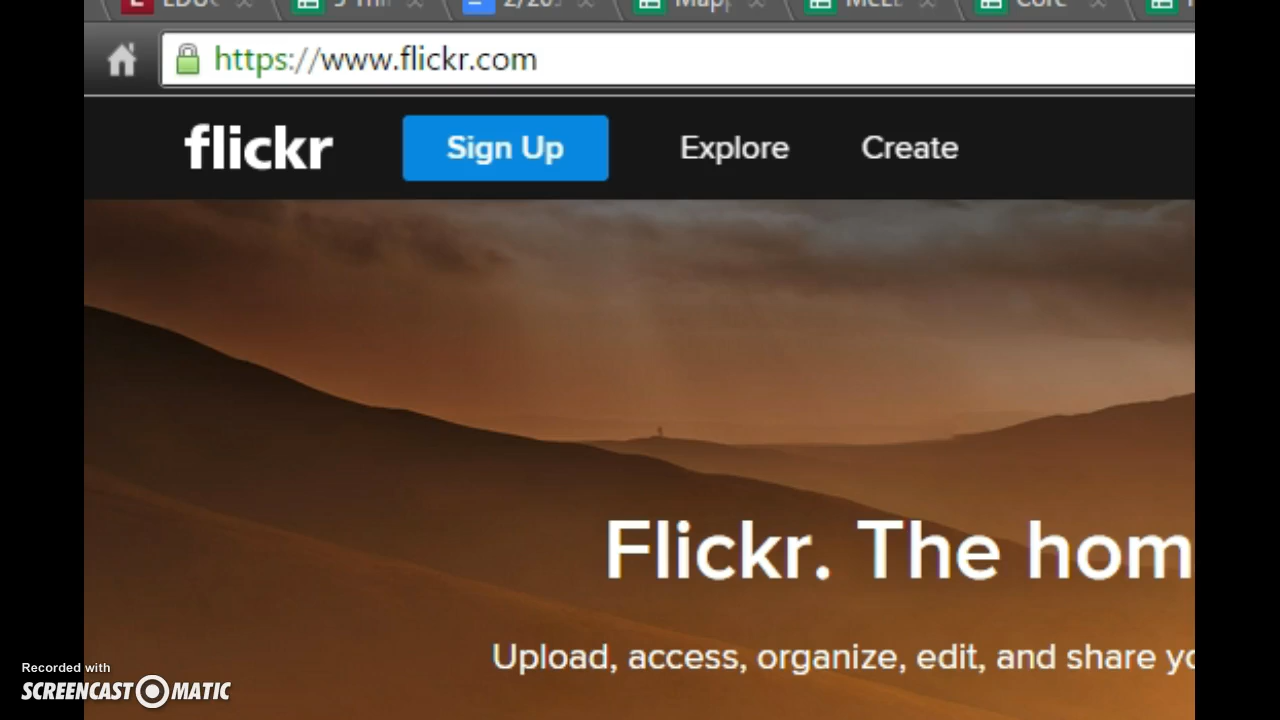 https://www.flickr.com
flickr Sign Up Explore Create
Flickr. The hom
Upload, access, organize, edit, and share
Recorded with
SCREENCAST MATIC